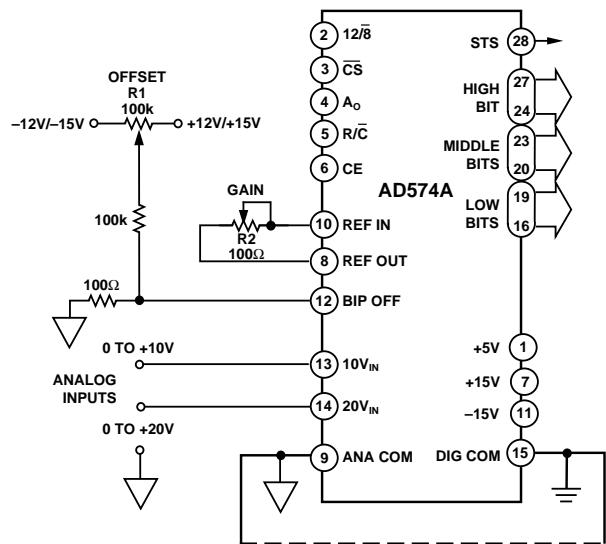 OFFSET
R1
100k
–12V/–15V
+12V/+15V
100k
100Ω
GAIN
R2
100Ω
0 TO +10V
ANALOG
INPUTS
0 TO +20V
2 12/8̅
3 C̅S̅
4 AO
5 R/C̅
6 CE
10 REF IN
8 REF OUT
12 BIP OFF
13 10VIN
14 20VIN
9 ANA COM
AD574A
STS 28
HIGH
BIT
27
24
MIDDLE
BITS
23
20
LOW
BITS
19
16
+5V 1
+15V 7
–15V 11
DIG COM 15